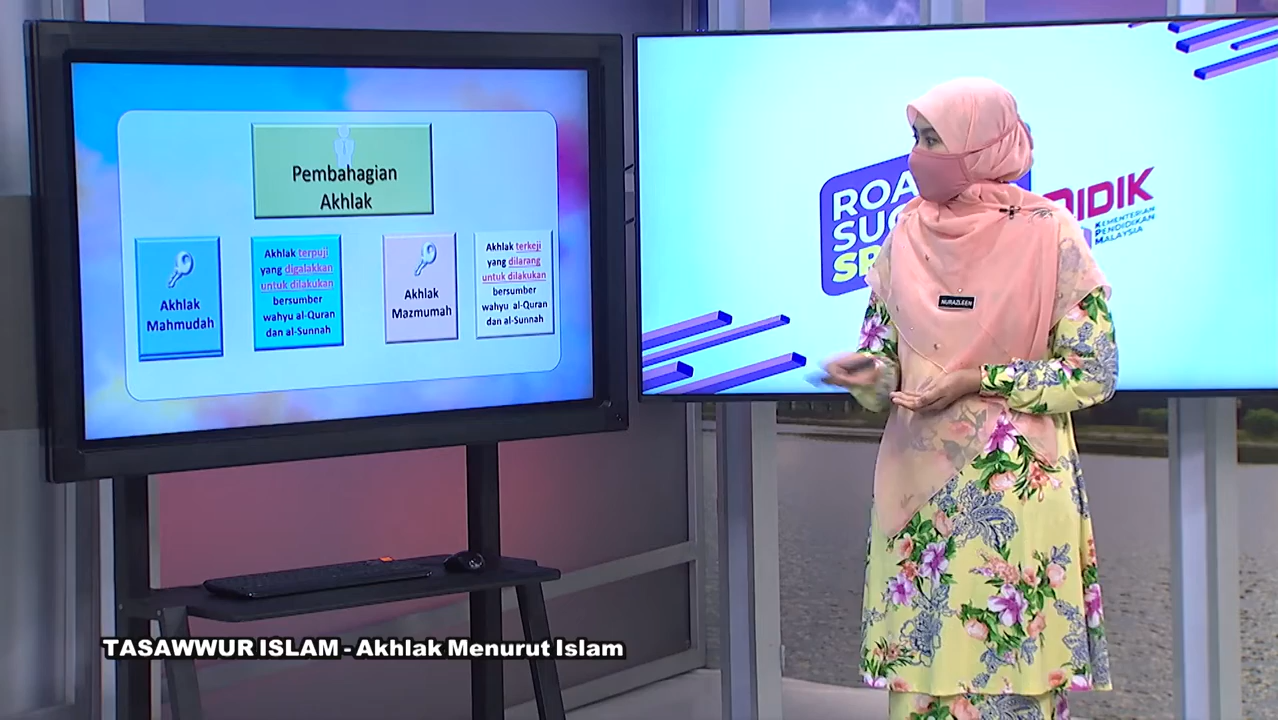 Pembahagian
Akhlak
Akhlak
Mahmudah
Akhlak terpuji
yang digalakkan
untuk dilakukan
bersumber
wahyu al-Quran
dan al-Sunnah
Akhlak
Mazmumah
Akhlak terkeji
yang dilarang
untuk dilakukan
bersumber
wahyu al-Quran
dan al-Sunnah
DIDIK
KEMENTERIAN
PENDIDIKAN
MALAYSIA
NURAZLEEN
TASAWWUR ISLAM - Akhlak Menurut Islam